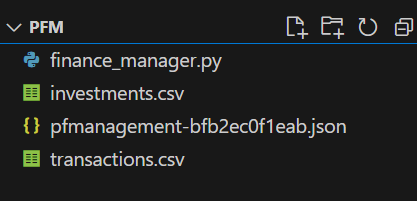 PFM
finance_manager.py
investments.csv
{} pfmanagement-bfb2ec0f1eab.json
transactions.csv